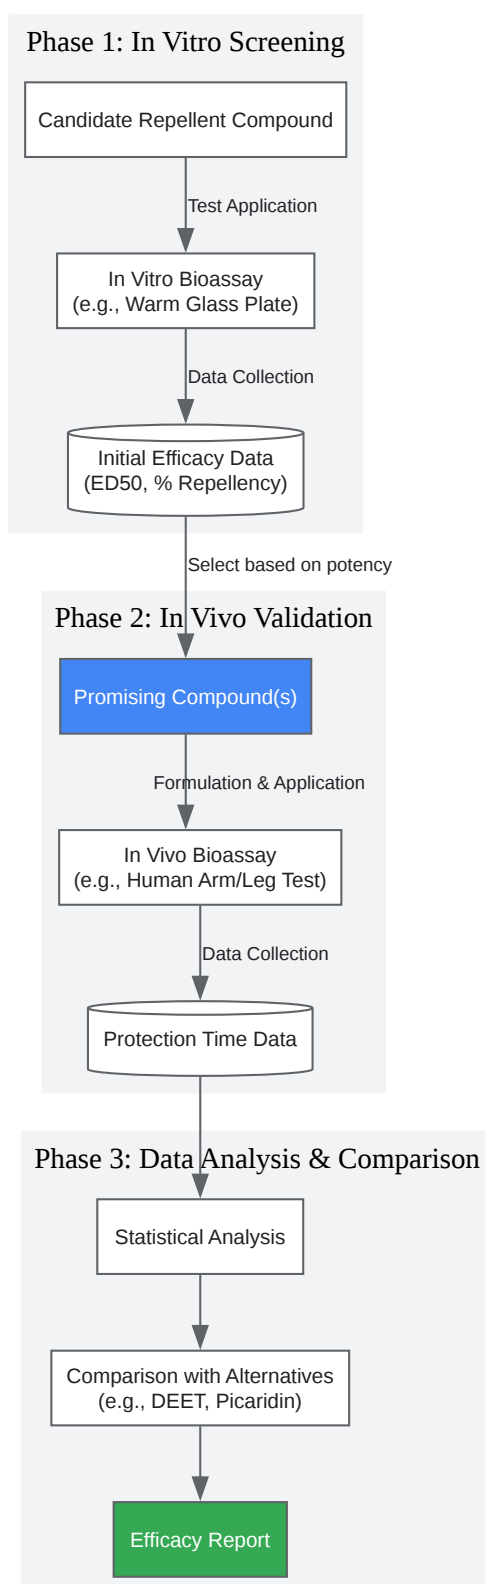 Phase 1: In Vitro Screening
Candidate Repellent Compound
Test Application
In Vitro Bioassay
(e.g., Warm Glass Plate)
Data Collection
Initial Efficacy Data
(ED50, % Repellency)
Select based on potency
Phase 2: In Vivo Validation
Promising Compound(s)
Formulation & Application
In Vivo Bioassay
(e.g., Human Arm/Leg Test)
Data Collection
Protection Time Data
Phase 3: Data Analysis & Comparison
Statistical Analysis
Comparison with Alternatives
(e.g., DEET, Picaridin)
Efficacy Report